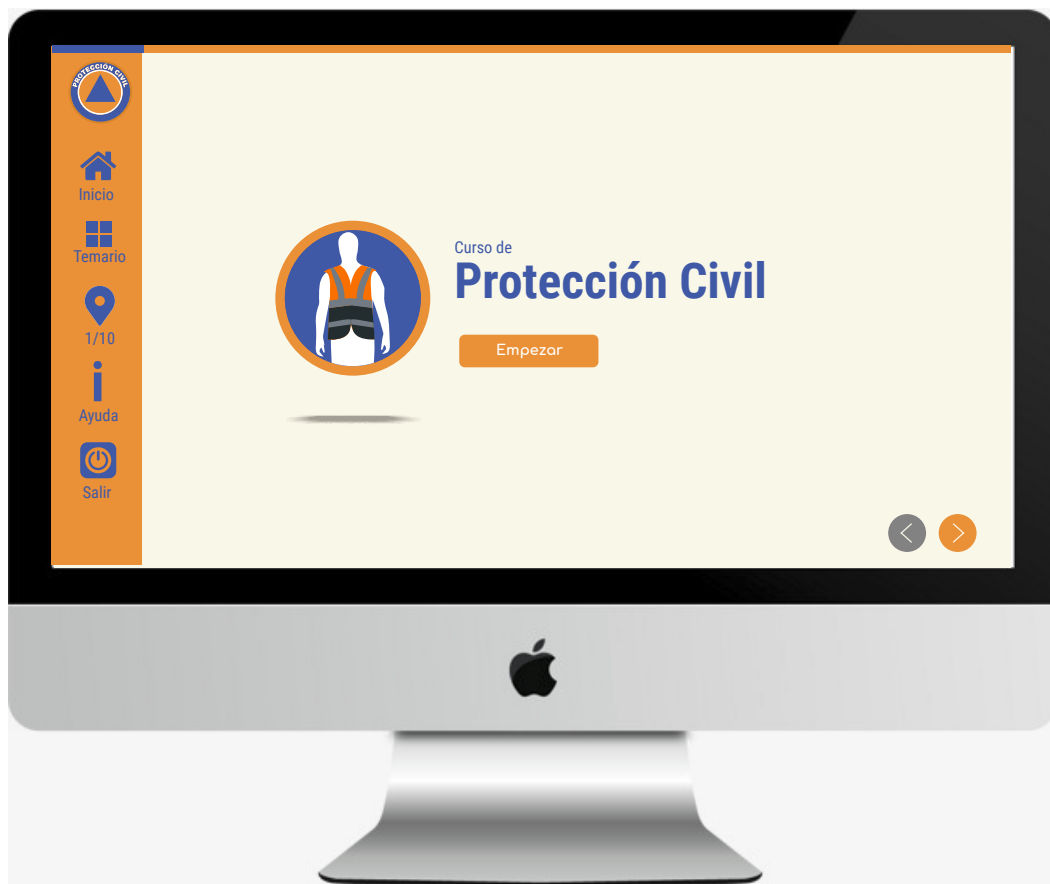 PROTECCIÓN CIVIL
Inicio
Temario
1/10
Ayuda
Salir
Curso de
Protección Civil
Empezar